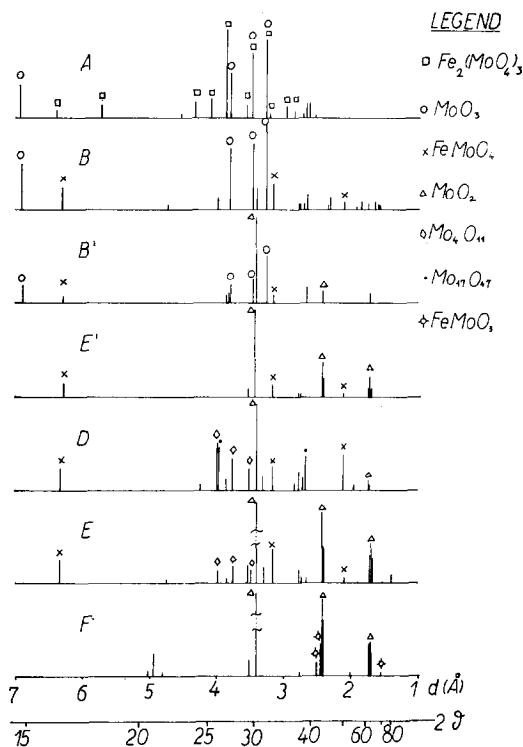 LEGEND
□ Fe₂(MoO₄)₃
○ MoO₃
× FeMoO₄
△ MoO₂
◇ Mo₄O₁₁
· Mo₁₇O₄₇
FeMoO₃
A
B
B'
E'
D
E
F
7 6 5 4 3 2 1 d(Å)
15 20 25 30 40 60 80 2ϑ